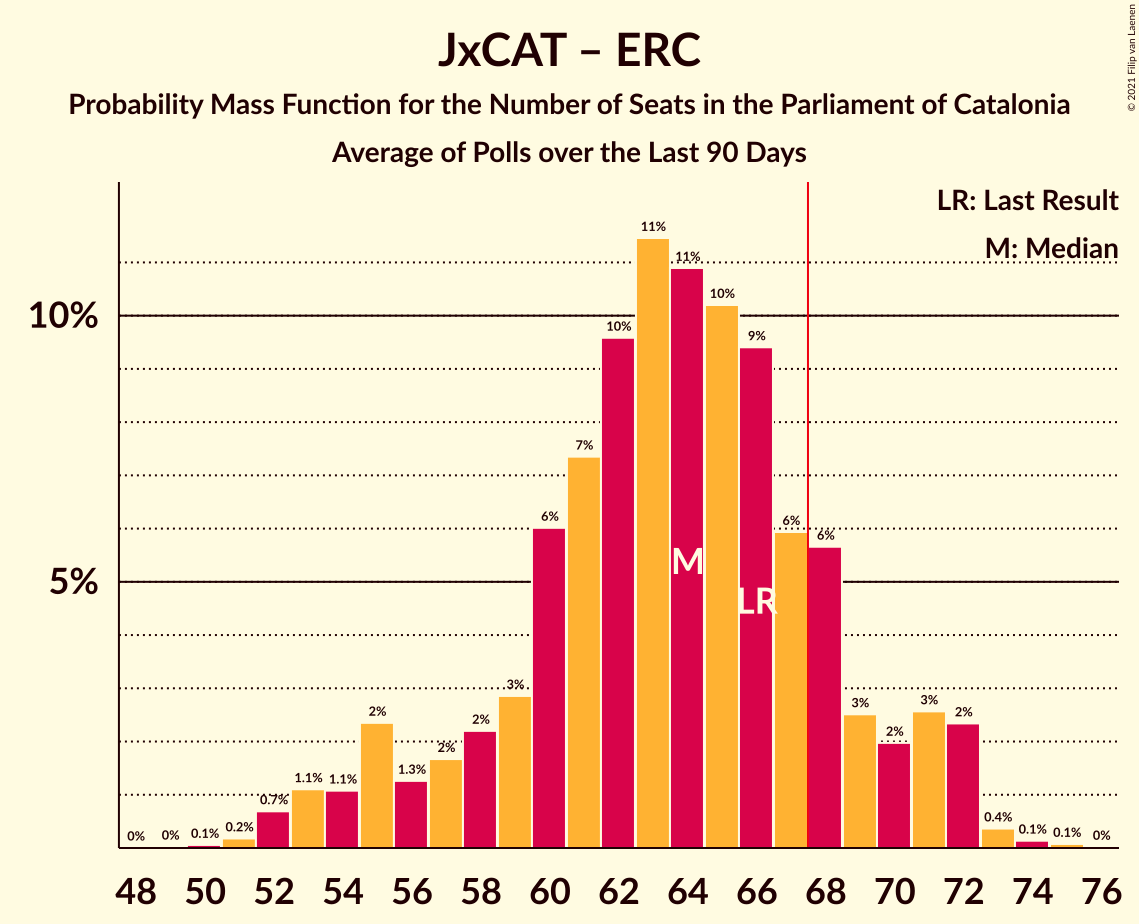 JxCAT – ERC
Probability Mass Function for the Number of Seats in the Parliament of Catalonia
Average of Polls over the Last 90 Days
© 2021 Filip van Laenen
LR: Last Result
M: Median
10%
5%
0% 0% 0.1% 0.2% 0.7% 1.1% 1.1% 2% 1.3% 2% 2% 3% 6% 7% 10% 11% 11% 10% 9% 6% 6% 3% 2% 3% 2% 0.4% 0.1% 0.1% 0%
M
LR
48 50 52 54 56 58 60 62 64 66 68 70 72 74 76